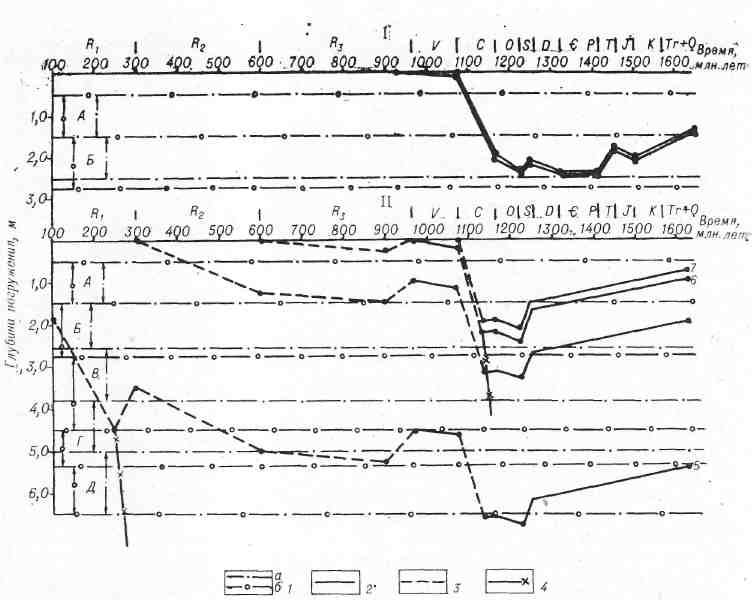 I
R₁ R₂ R₃ V C O S D Є P T J K Tr+Q Время,
100 200 300 400 500 600 700 800 900 1000 1100 1200 1300 1400 1500 1600 млн. лет
1,0 А
2,0 Б
3,0
II
R₁ R₂ R₃ V C O S D Є P T J K Tr+Q Время,
100 200 300 400 500 600 700 800 900 1000 1100 1200 1300 1400 1500 1600 млн. лет
Глубина погружения, м
7
1,0 А 6
2,0 Б
3,0 В
4,0
Г
5,0 5
Д
6,0
а
б 1 2 3 4